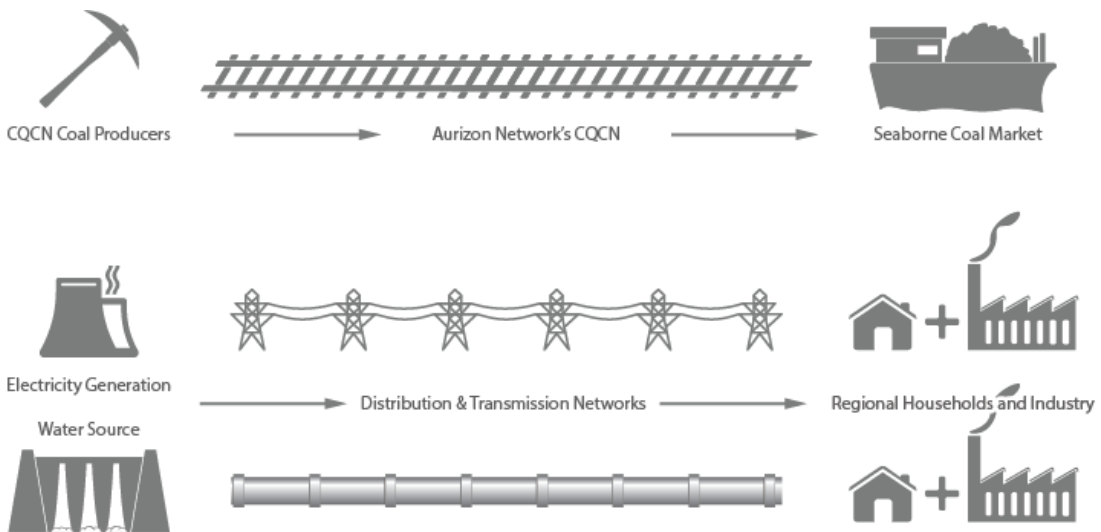 CQCN Coal Producers
Aurizon Network's CQCN
Seaborne Coal Market
Electricity Generation
Distribution & Transmission Networks
Regional Households and Industry
Water Source